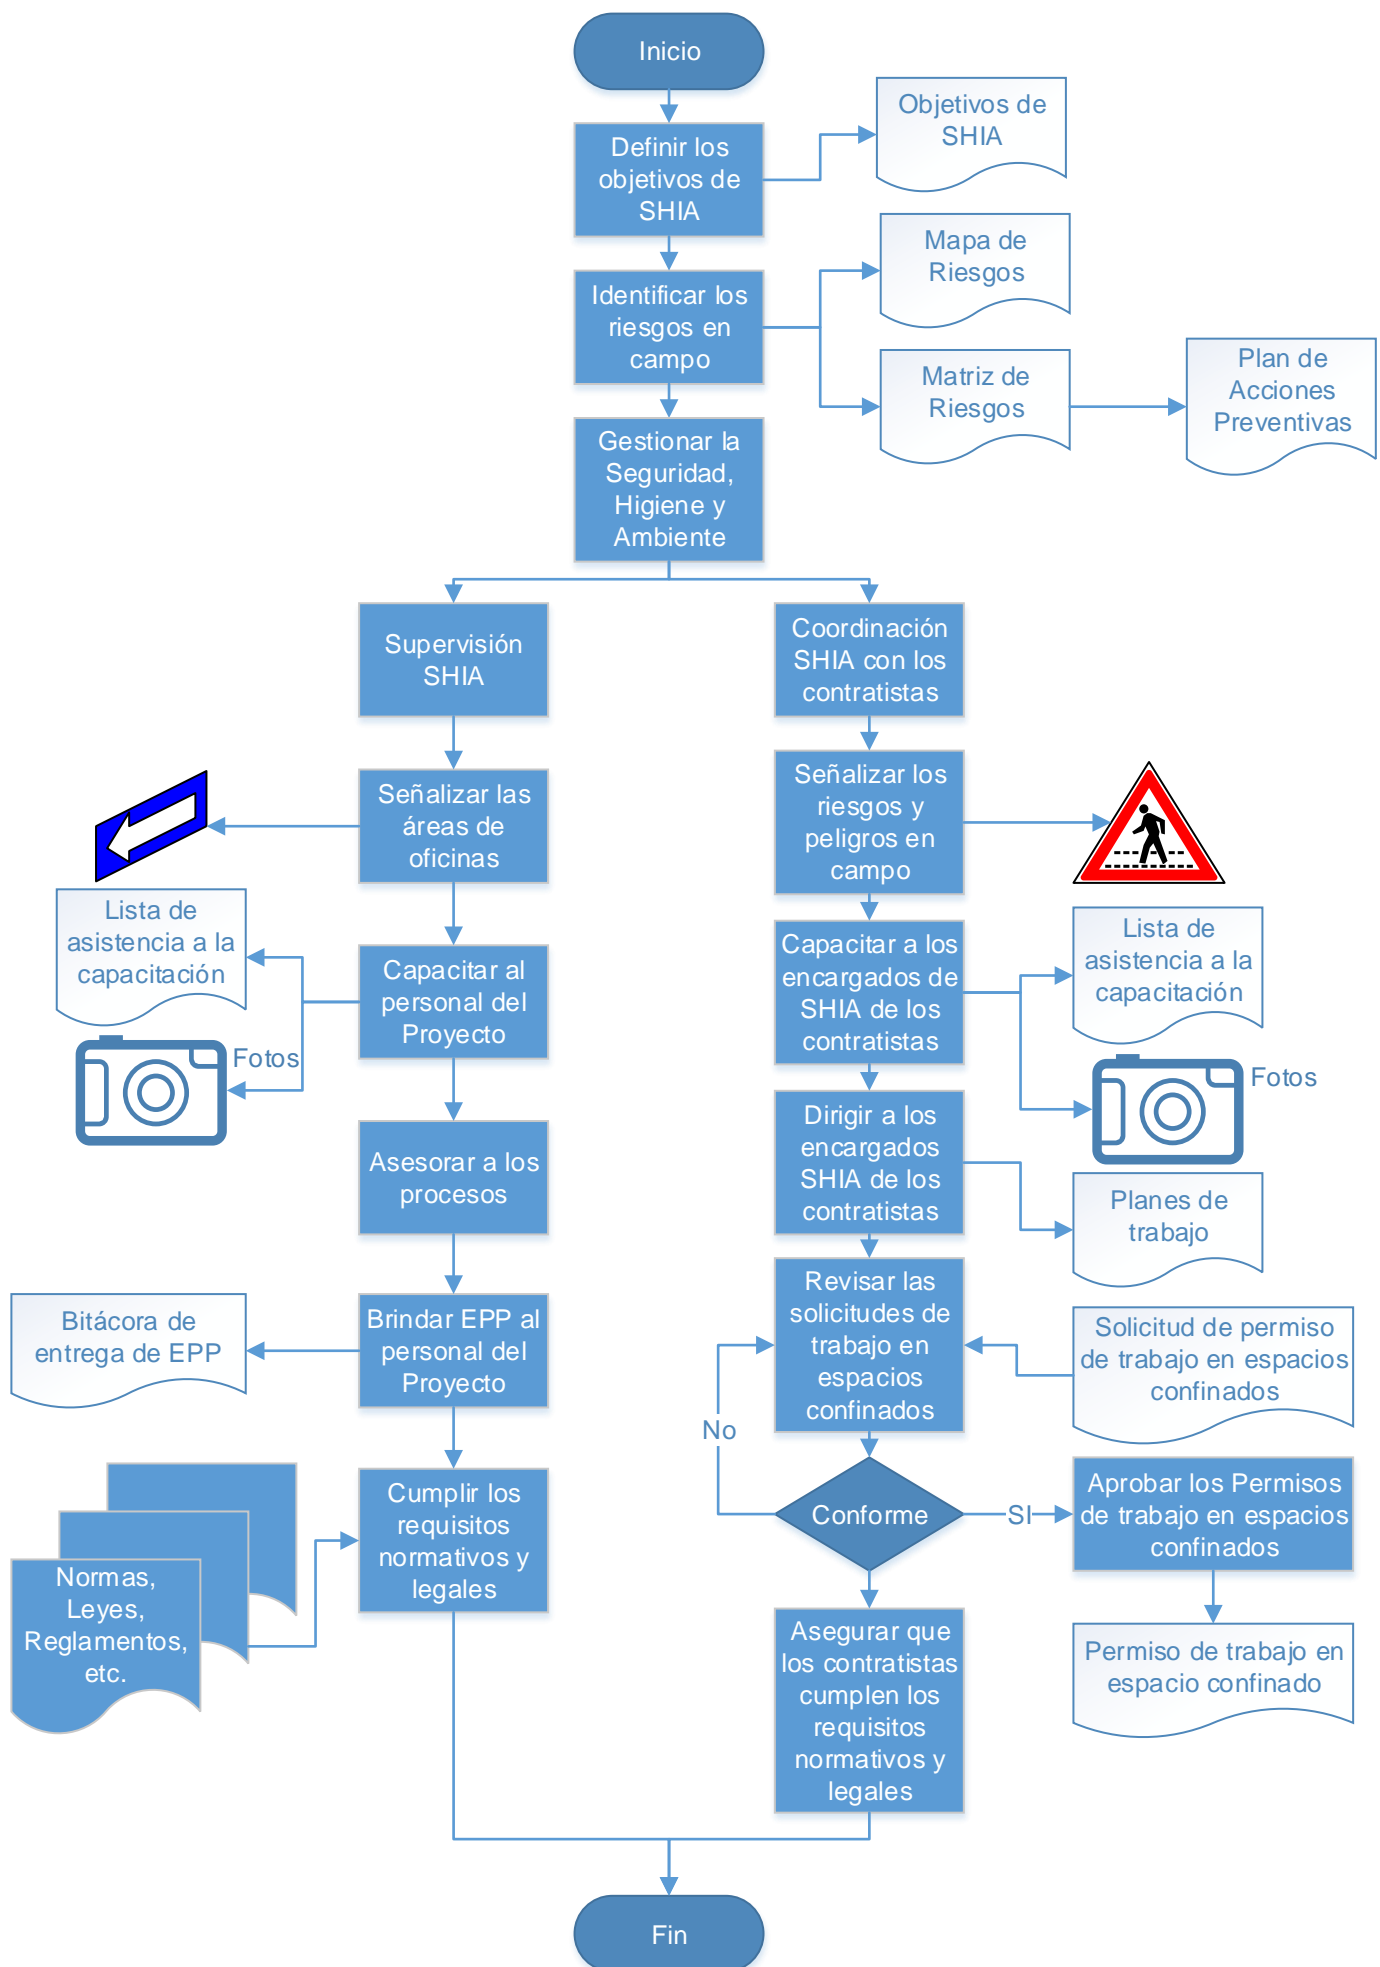 Inicio
Definir los
objetivos de
SHIA
Objetivos de
SHIA
Identificar los
riesgos en
campo
Mapa de
Riesgos
Matriz de
Riesgos
Plan de
Acciones
Preventivas
Gestionar la
Seguridad,
Higiene y
Ambiente
Supervisión
SHIA
Señalizar las
áreas de
oficinas
Lista de
asistencia a la
capacitación
Capacitar al
personal del
Proyecto
Fotos
Asesorar a los
procesos
Bitácora de
entrega de EPP
Brindar EPP al
personal del
Proyecto
Normas,
Leyes,
Reglamentos,
etc.
Cumplir los
requisitos
normativos y
legales
Coordinación
SHIA con los
contratistas
Señalizar los
riesgos y
peligros en
campo
Capacitar a los
encargados de
SHIA de los
contratistas
Lista de
asistencia a la
capacitación
Fotos
Dirigir a los
encargados
SHIA de los
contratistas
Planes de
trabajo
Revisar las
solicitudes de
trabajo en
espacios
confinados
Solicitud de permiso
de trabajo en espacios
confinados
No
Conforme
SI
Aprobar los Permisos
de trabajo en espacios
confinados
Permiso de trabajo en
espacio confinado
Asegurar que
los contratistas
cumplen los
requisitos
normativos y
legales
Fin